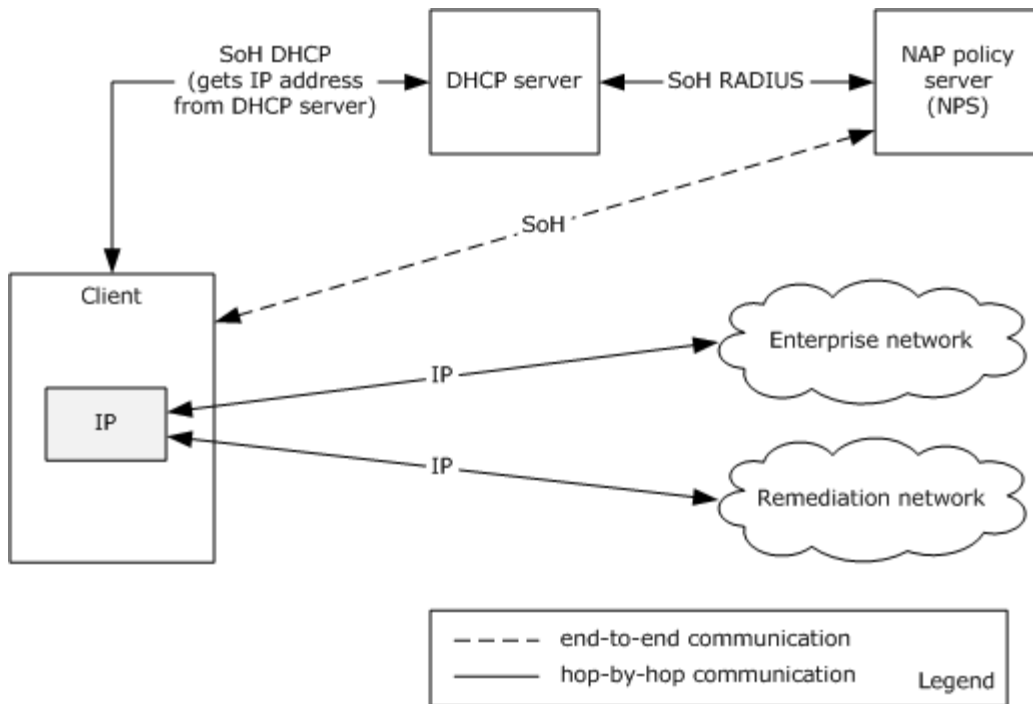 SoH DHCP
(gets IP address
from DHCP server)
DHCP server
SoH RADIUS
NAP policy
server
(NPS)
SoH
Client
IP
IP
IP
Enterprise network
Remediation network
end-to-end communication
hop-by-hop communication
Legend